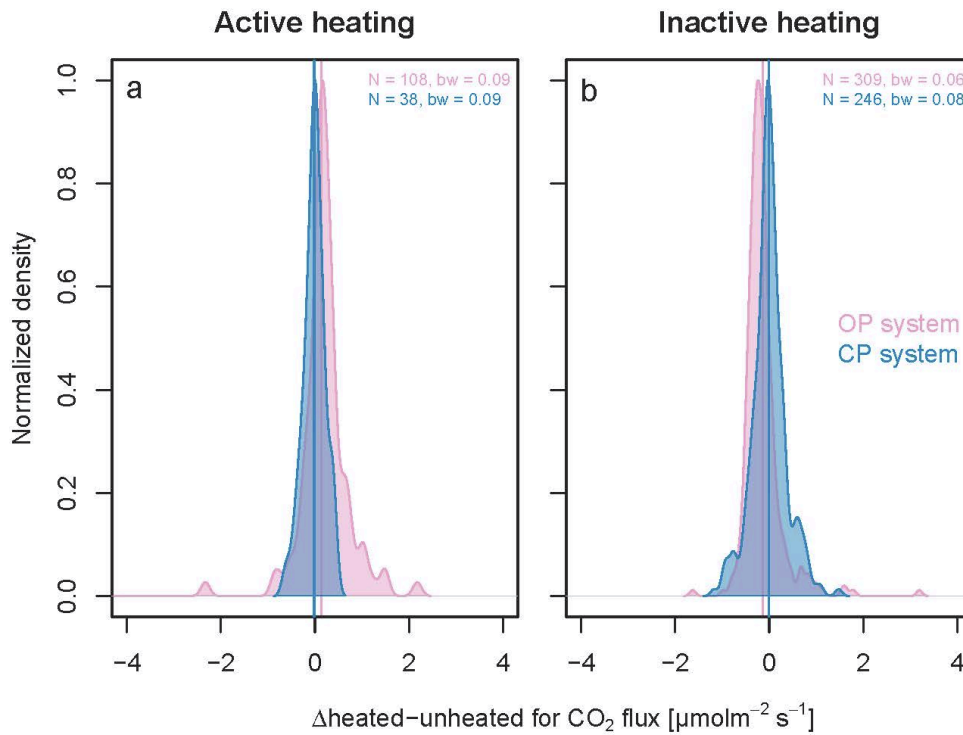 Active heating
Inactive heating
a
N = 108, bw = 0.09
N = 38, bw = 0.09
b
N = 309, bw = 0.06
N = 246, bw = 0.08
OP system
CP system
Normalized density
1.0
0.8
0.6
0.4
0.2
0.0
−4 −2 0 2 4
−4 −2 0 2 4
Δheated−unheated for CO₂ flux [µmolm⁻² s⁻¹]